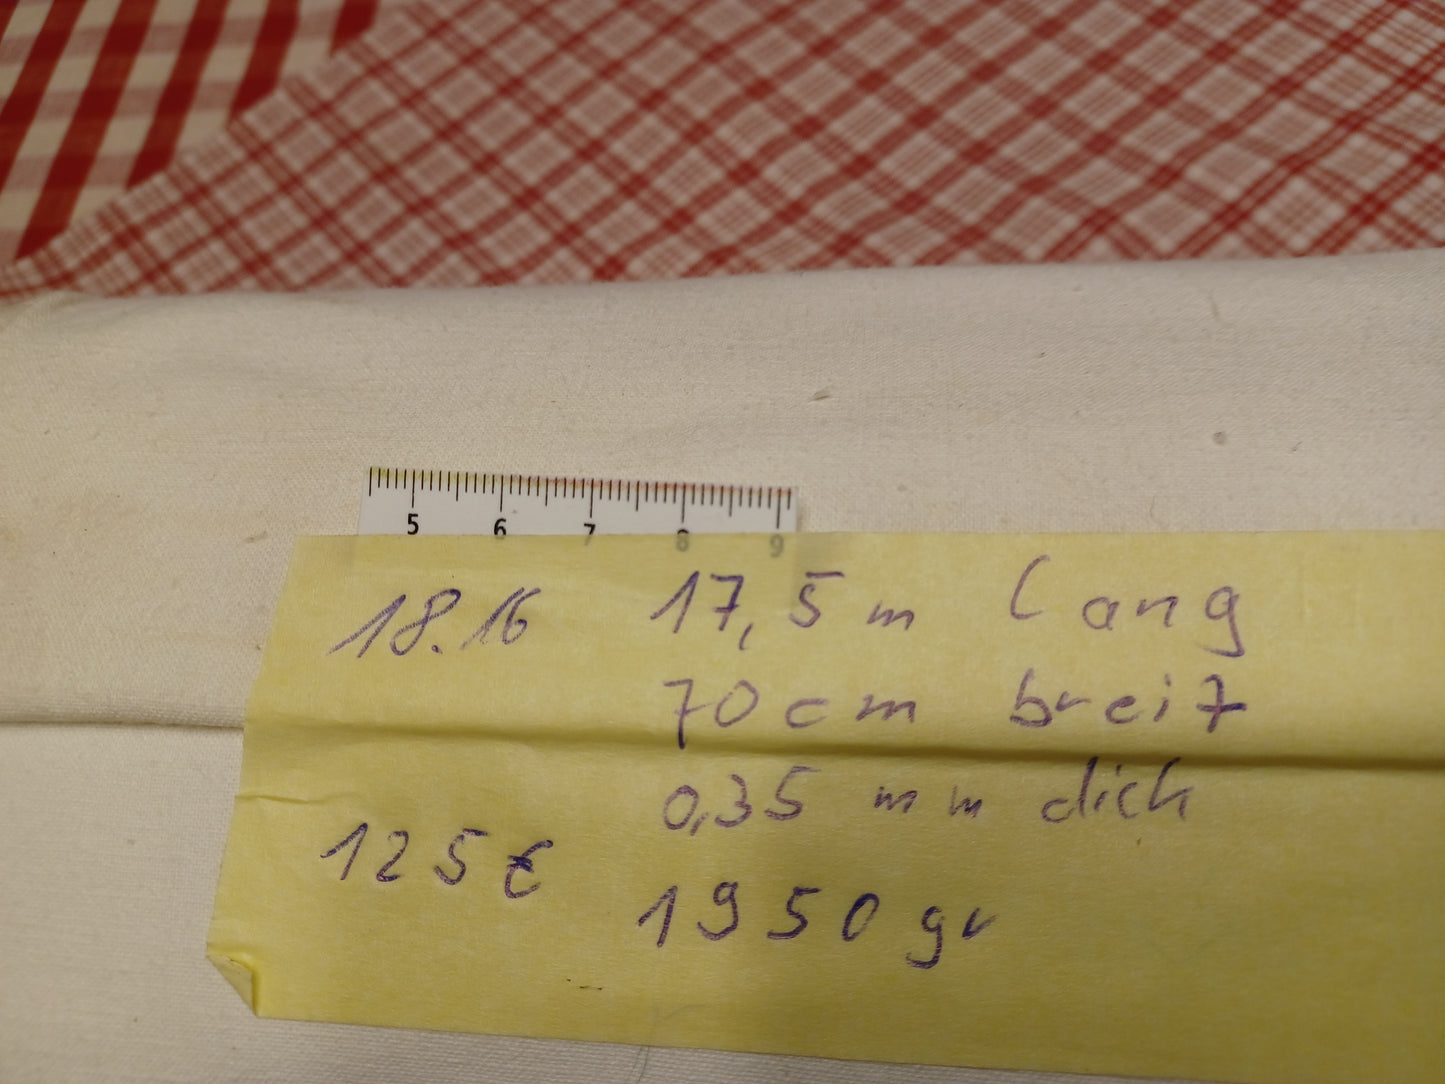 5 6 7 8 9
18.16 17,5 m lang
70 cm breit
0,35 mm dick
125 €
1950 gr